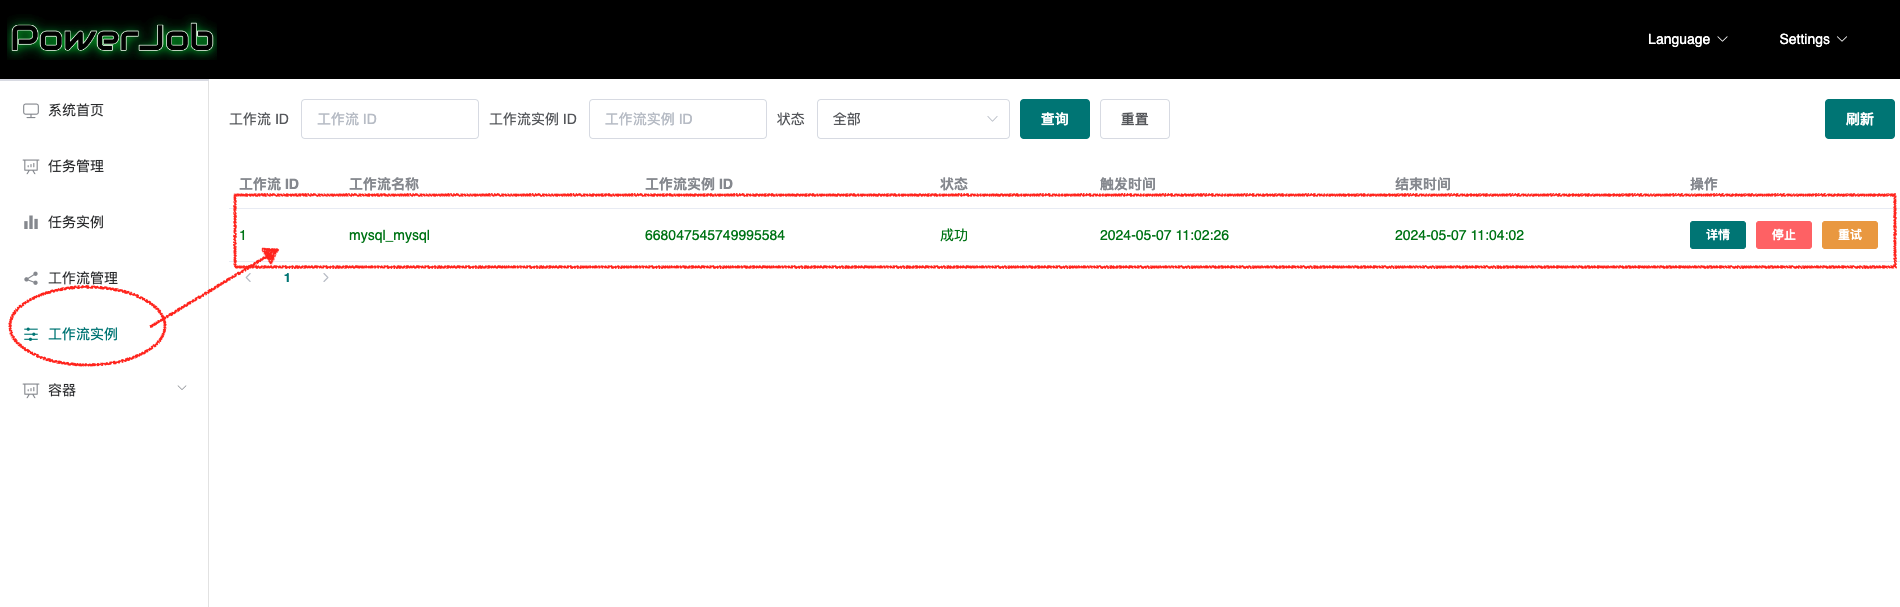 PowerJob
Language Settings
系统首页
任务管理
任务实例
工作流管理
工作流实例
容器
工作流 ID 工作流 ID 工作流实例 ID 工作流实例 ID 状态 全部 查询 重置 刷新
工作流 ID 工作流名称 工作流实例 ID 状态 触发时间 结束时间 操作
1 mysql_mysql 668047545749995584 成功 2024-05-07 11:02:26 2024-05-07 11:04:02 详情 停止 重试
1